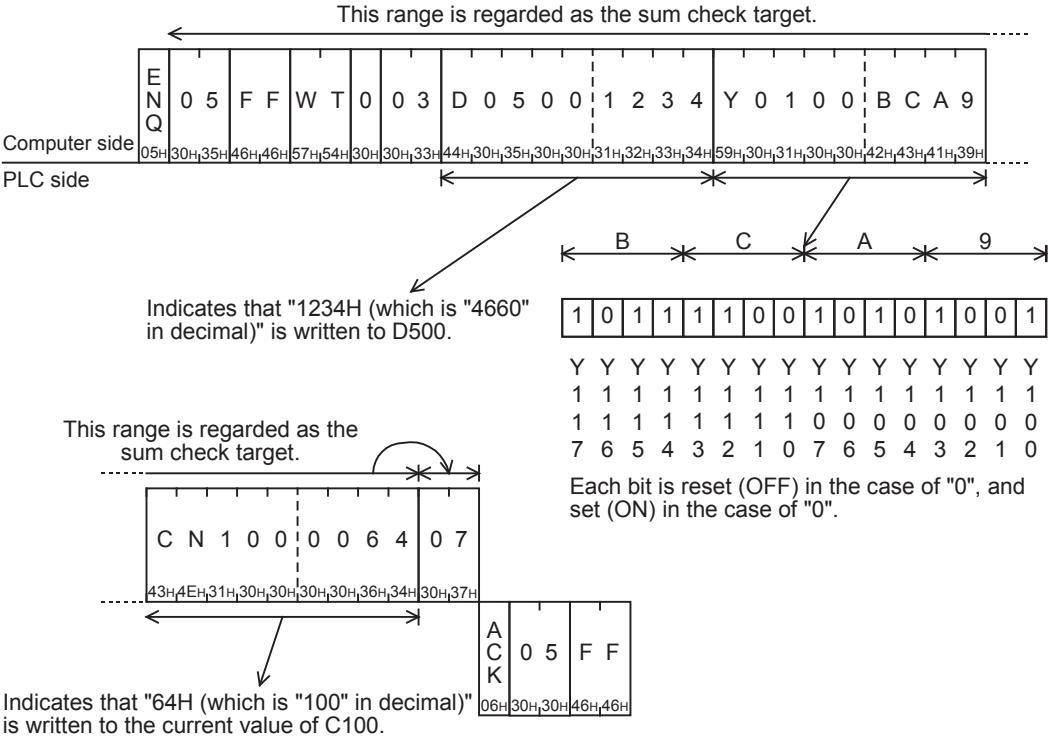 This range is regarded as the sum check target.
E N Q 0 5 F F W T 0 0 3 D 0 5 0 0 1 2 3 4 Y 0 1 0 0 B C A 9
Computer side 05H 30H,35H 46H,46H 57H,54H 30H 30H,33H 44H,30H,35H,30H,30H,31H,32H,33H,34H 59H,30H,31H,30H,30H,42H,43H,41H,39H
PLC side
B C A 9
Indicates that "1234H (which is "4660"
in decimal)" is written to D500.
1 0 1 1 1 1 0 0 1 0 1 0 1 0 0 1
Y Y Y Y Y Y Y Y Y Y Y Y Y Y Y Y
1 1 1 1 1 1 1 1 1 1 1 1 1 1 1 1
1 1 1 1 1 1 1 1 0 0 0 0 0 0 0 0
7 6 5 4 3 2 1 0 7 6 5 4 3 2 1 0
Each bit is reset (OFF) in the case of "0", and
set (ON) in the case of "0".
This range is regarded as the
sum check target.
C N 1 0 0 0 0 6 4 0 7
43H,4EH,31H,30H,30H,30H,30H,36H,34H 30H,37H
A C K 0 5 F F
06H 30H,30H 46H,46H
Indicates that "64H (which is "100" in decimal)"
is written to the current value of C100.